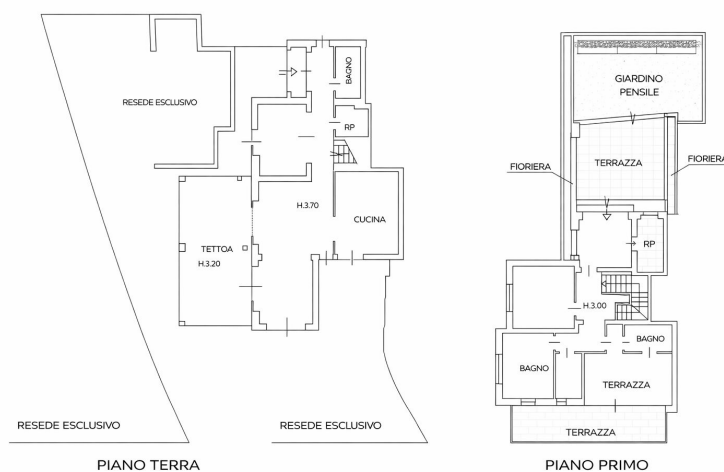 RESEDE ESCLUSIVO
BAGNO
RP
H.3.70
CUCINA
TETTOA
H.3.20
RESEDE ESCLUSIVO
RESEDE ESCLUSIVO
PIANO TERRA
GIARDINO
PENSILE
FIORIERA
TERRAZZA
FIORIERA
RP
H.3.00
BAGNO
BAGNO
TERRAZZA
TERRAZZA
PIANO PRIMO